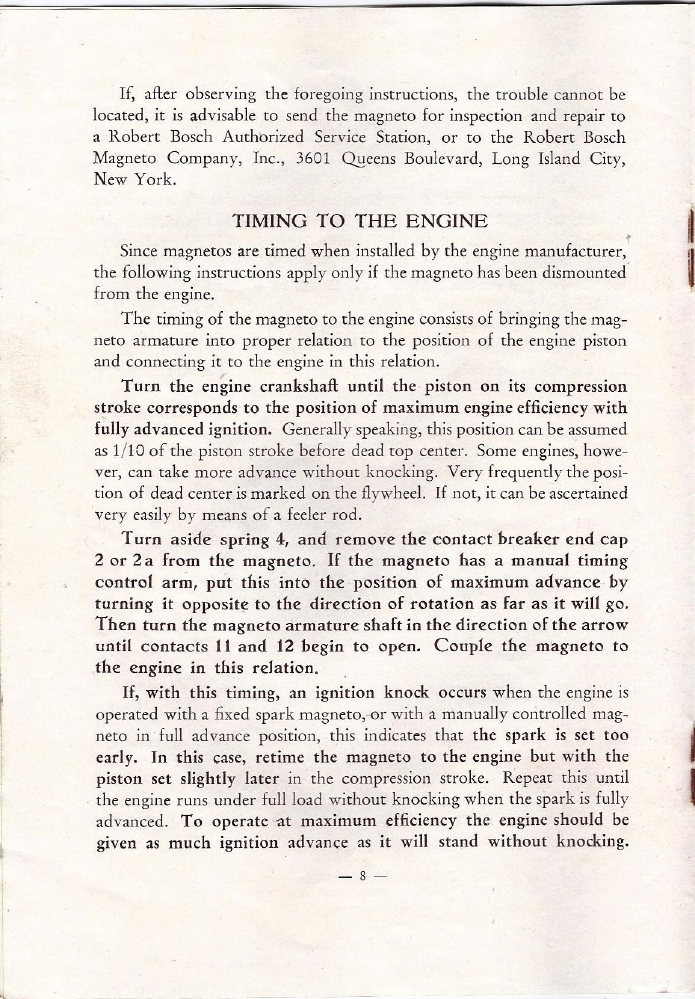 If, after observing the foregoing instructions, the trouble cannot be
located, it is advisable to send the magneto for inspection and repair to
a Robert Bosch Authorized Service Station, or to the Robert Bosch
Magneto Company, Inc., 3601 Queens Boulevard, Long Island City,
New York.
TIMING TO THE ENGINE
Since magnetos are timed when installed by the engine manufacturer,
the following instructions apply only if the magneto has been dismounted
from the engine.
The timing of the magneto to the engine consists of bringing the mag-
neto armature into proper relation to the position of the engine piston
and connecting it to the engine in this relation.
Turn the engine crankshaft until the piston on its compression
stroke corresponds to the position of maximum engine efficiency with
fully advanced ignition. Generally speaking, this position can be assumed
as 1/10 of the piston stroke before dead top center. Some engines, howe-
ver, can take more advance without knocking. Very frequently the posi-
tion of dead center is marked on the flywheel. If not, it can be ascertained
very easily by means of a feeler rod.
Turn aside spring 4, and remove the contact breaker end cap
2 or 2a from the magneto. If the magneto has a manual timing
control arm, put this into the position of maximum advance by
turning it opposite to the direction of rotation as far as it will go.
Then turn the magneto armature shaft in the direction of the arrow
until contacts 11 and 12 begin to open. Couple the magneto to
the engine in this relation.
If, with this timing, an ignition knock occurs when the engine is
operated with a fixed spark magneto, or with a manually controlled mag-
neto in full advance position, this indicates that the spark is set too
early. In this case, retime the magneto to the engine but with the
piston set slightly later in the compression stroke. Repeat this until
the engine runs under full load without knocking when the spark is fully
advanced. To operate at maximum efficiency the engine should be
given as much ignition advance as it will stand without knocking.
— 8 —